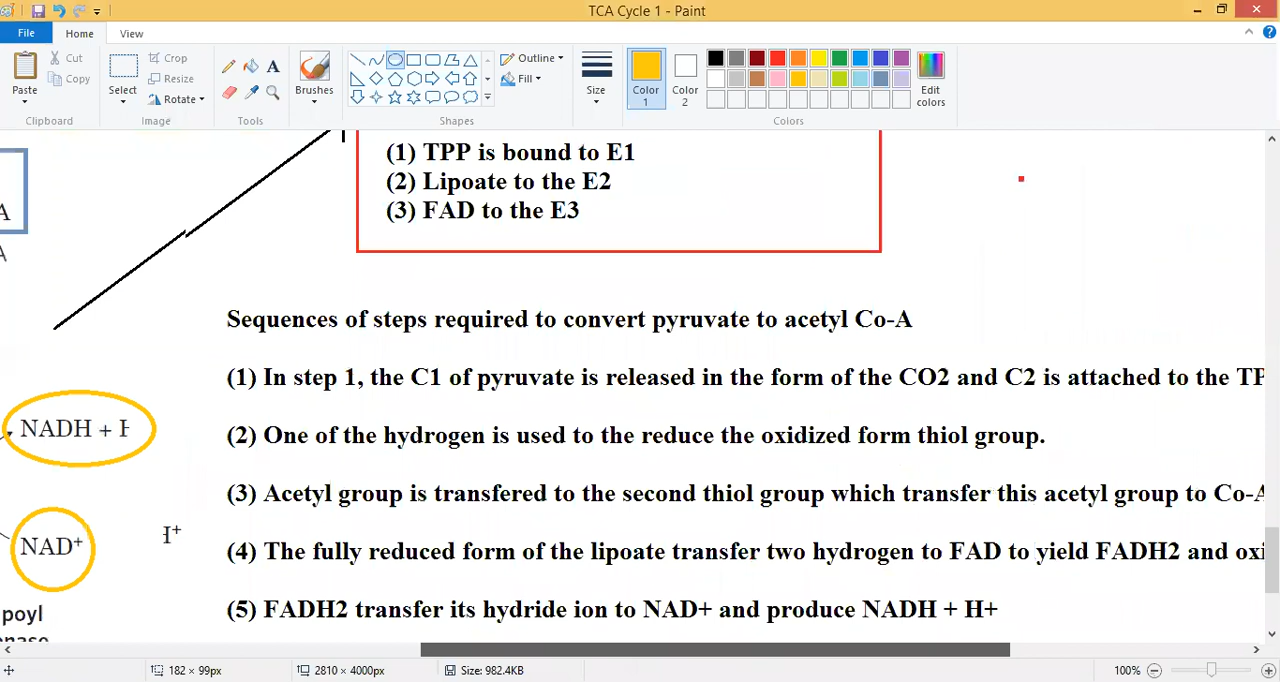 TCA Cycle 1 - Paint
File
Home
View
Paste
Cut
Copy
Clipboard
Select
Crop
Resize
Rotate
Image
A
Tools
Brushes
Outline
Fill
Shapes
Size
Color 1
Color 2
Edit colors
Colors
(1) TPP is bound to E1
(2) Lipoate to the E2
(3) FAD to the E3
A
A
Sequences of steps required to convert pyruvate to acetyl Co-A
(1) In step 1, the C1 of pyruvate is released in the form of the CO2 and C2 is attached to the TP
(2) One of the hydrogen is used to the reduce the oxidized form thiol group.
(3) Acetyl group is transfered to the second thiol group which transfer this acetyl group to Co-A
(4) The fully reduced form of the lipoate transfer two hydrogen to FAD to yield FADH2 and oxi
(5) FADH2 transfer its hydride ion to NAD+ and produce NADH + H+
NADH + H
NAD+
H+
poyl
182 × 99px
2810 × 4000px
Size: 982.4KB
100%